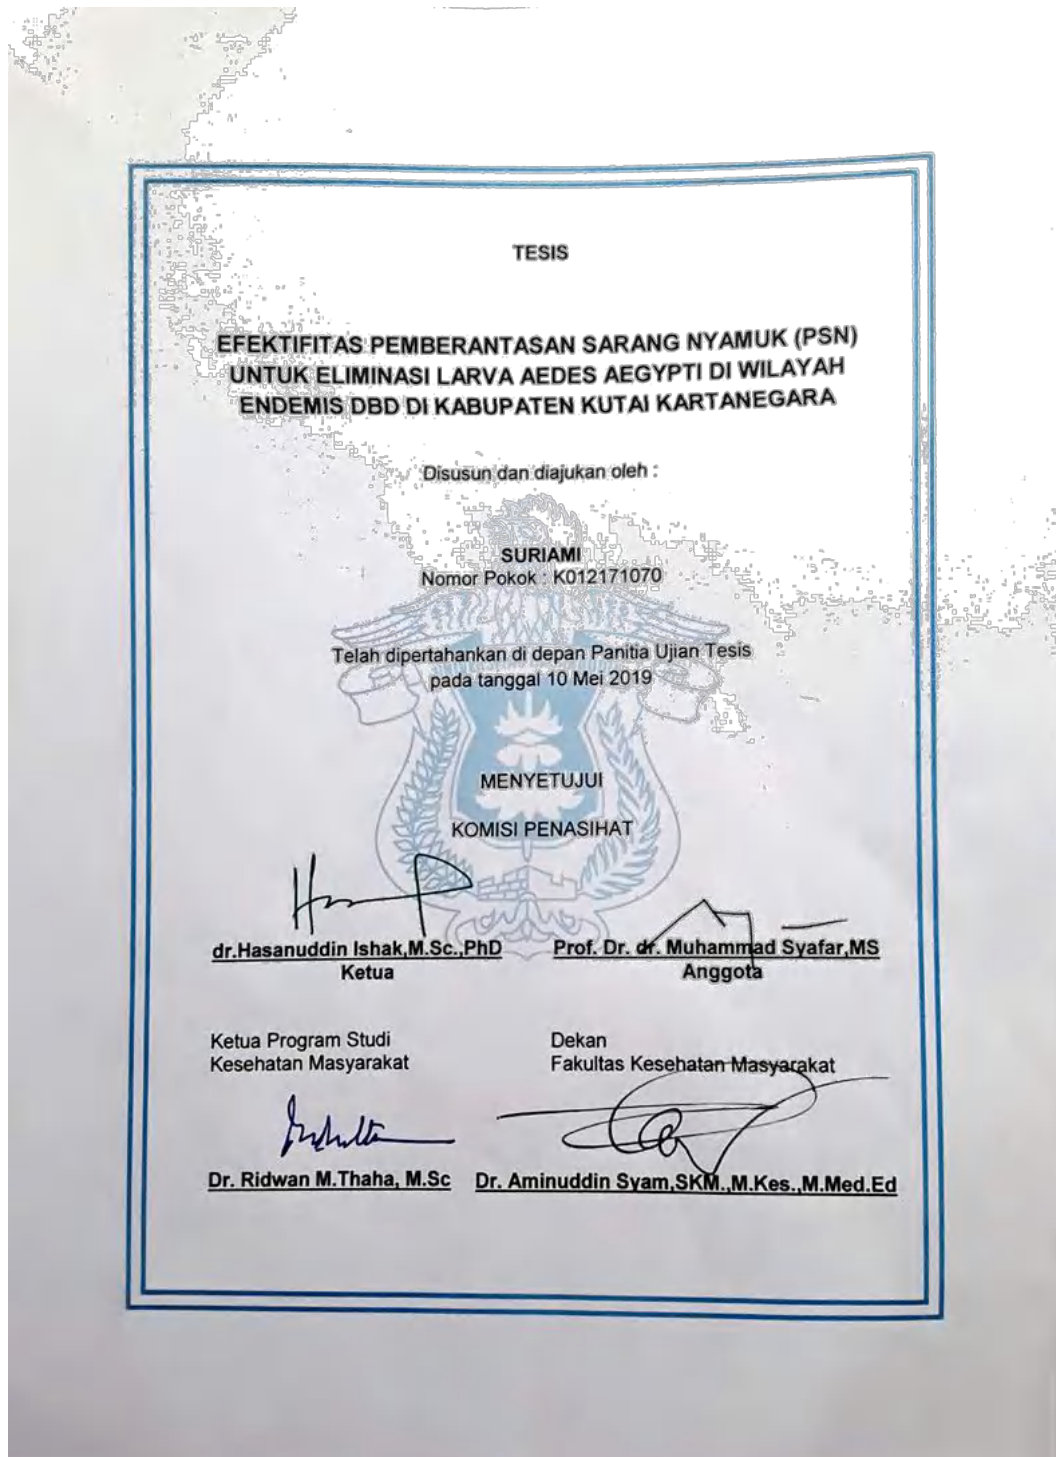 TESIS
EFEKTIFITAS PEMBERANTASAN SARANG NYAMUK (PSN)
UNTUK ELIMINASI LARVA AEDES AEGYPTI DI WILAYAH
ENDEMIS DBD DI KABUPATEN KUTAI KARTANEGARA
Disusun dan diajukan oleh :
SURIAMI
Nomor Pokok : K012171070
Telah dipertahankan di depan Panitia Ujian Tesis
pada tanggal 10 Mei 2019
MENYETUJUI
KOMISI PENASIHAT
dr.Hasanuddin Ishak,M.Sc.,PhD Prof. Dr. dr. Muhammad Syafar,MS
Ketua Anggota
Ketua Program Studi Dekan
Kesehatan Masyarakat Fakultas Kesehatan Masyarakat
Dr. Ridwan M.Thaha, M.Sc Dr. Aminuddin Syam,SKM.,M.Kes.,M.Med.Ed